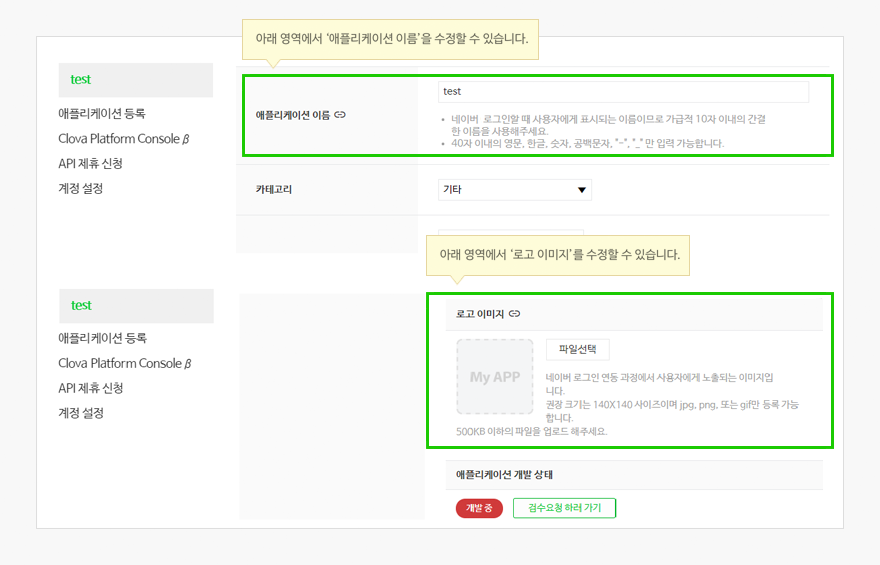 아래 영역에서 ‘애플리케이션 이름’을 수정할 수 있습니다.
test
애플리케이션 등록
Clova Platform Console β
API 제휴 신청
계정 설정
애플리케이션 이름
test
• 네이버 로그인할 때 사용자에게 표시되는 이름이므로 가급적 10자 이내의 간결
한 이름을 사용해주세요.
• 40자 이내의 영문, 한글, 숫자, 공백문자, "-", "_" 만 입력 가능합니다.
카테고리
기타
아래 영역에서 ‘로고 이미지’를 수정할 수 있습니다.
test
애플리케이션 등록
Clova Platform Console β
API 제휴 신청
계정 설정
로고 이미지
My APP
파일선택
네이버 로그인 연동 과정에서 사용자에게 노출되는 이미지입
니다.
권장 크기는 140X140 사이즈이며 jpg, png, 또는 gif만 등록 가능
합니다.
500KB 이하의 파일을 업로드 해주세요.
애플리케이션 개발 상태
개발 중
검수요청 하러 가기